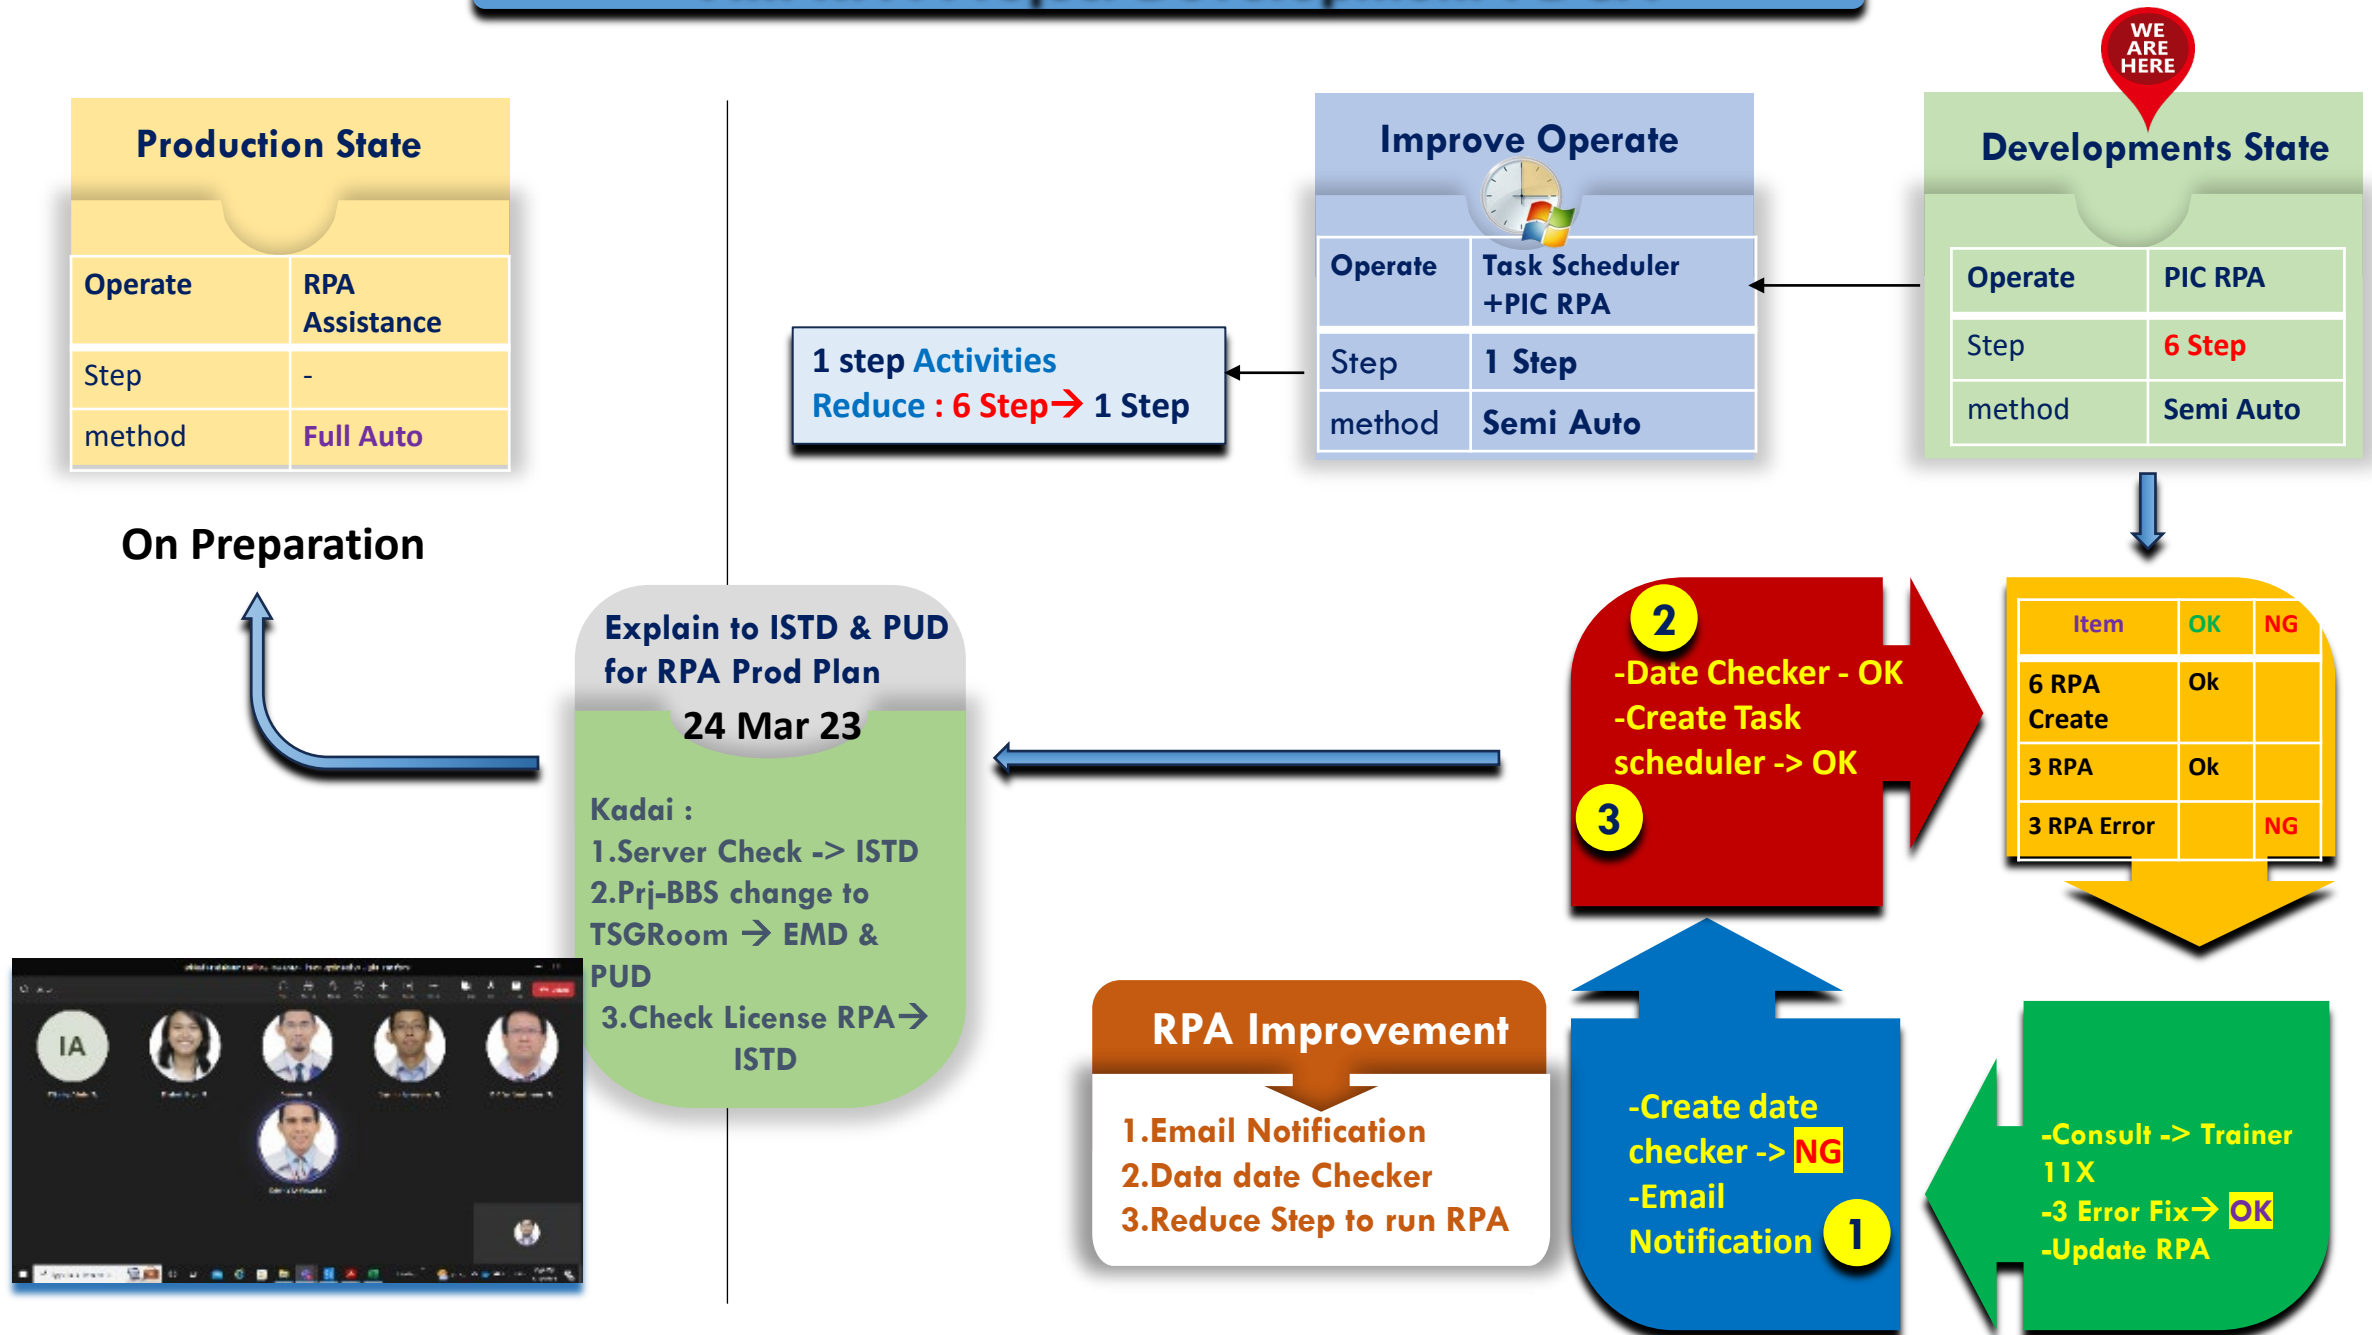 WE
ARE
HERE
Production State
Operate
RPA
Assistance
Step
-
method
Full Auto
On Preparation
Improve Operate
Operate
Task Scheduler
+PIC RPA
Step
1 Step
method
Semi Auto
Developments State
Operate
PIC RPA
Step
6 Step
method
Semi Auto
1 step Activities
Reduce : 6 Step→ 1 Step
Explain to ISTD & PUD
for RPA Prod Plan
24 Mar 23
Kadai :
1.Server Check -> ISTD
2.Prj-BBS change to
TSGRoom → EMD &
PUD
3.Check License RPA→
ISTD
2
-Date Checker - OK
-Create Task
scheduler -> OK
3
Item OK NG
6 RPA Ok
Create
3 RPA Ok
3 RPA Error NG
RPA Improvement
1.Email Notification
2.Data date Checker
3.Reduce Step to run RPA
-Create date
checker -> NG
-Email
Notification
1
-Consult -> Trainer
11X
-3 Error Fix→ OK
-Update RPA
IA